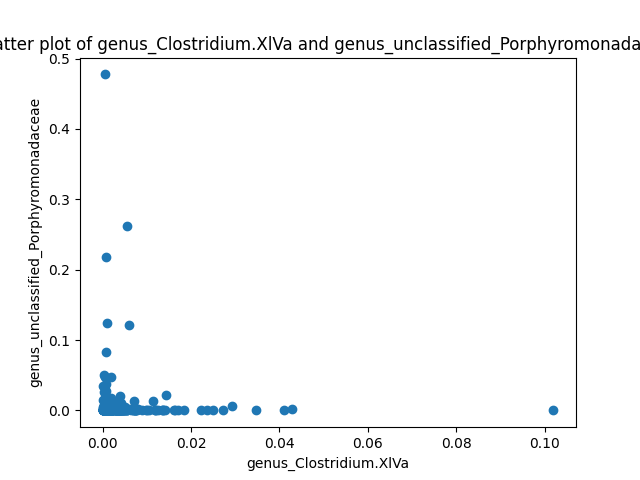 atter plot of genus_Clostridium.XlVa and genus_unclassified_Porphyromonada
0.5
0.4
0.3
0.2
0.1
0.0
genus_unclassified_Porphyromonadaceae
0.00 0.02 0.04 0.06 0.08 0.10
genus_Clostridium.XlVa